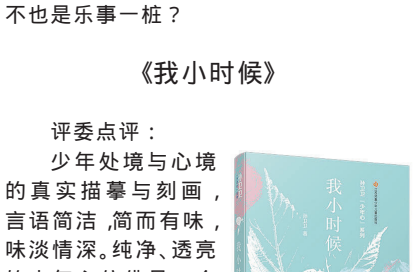 不也是乐事一桩？
《我小时候》
评委点评：
少年处境与心境
的真实描摹与刻画，
言语简洁，简而有味，
味淡情深。纯净、透亮
我小时候